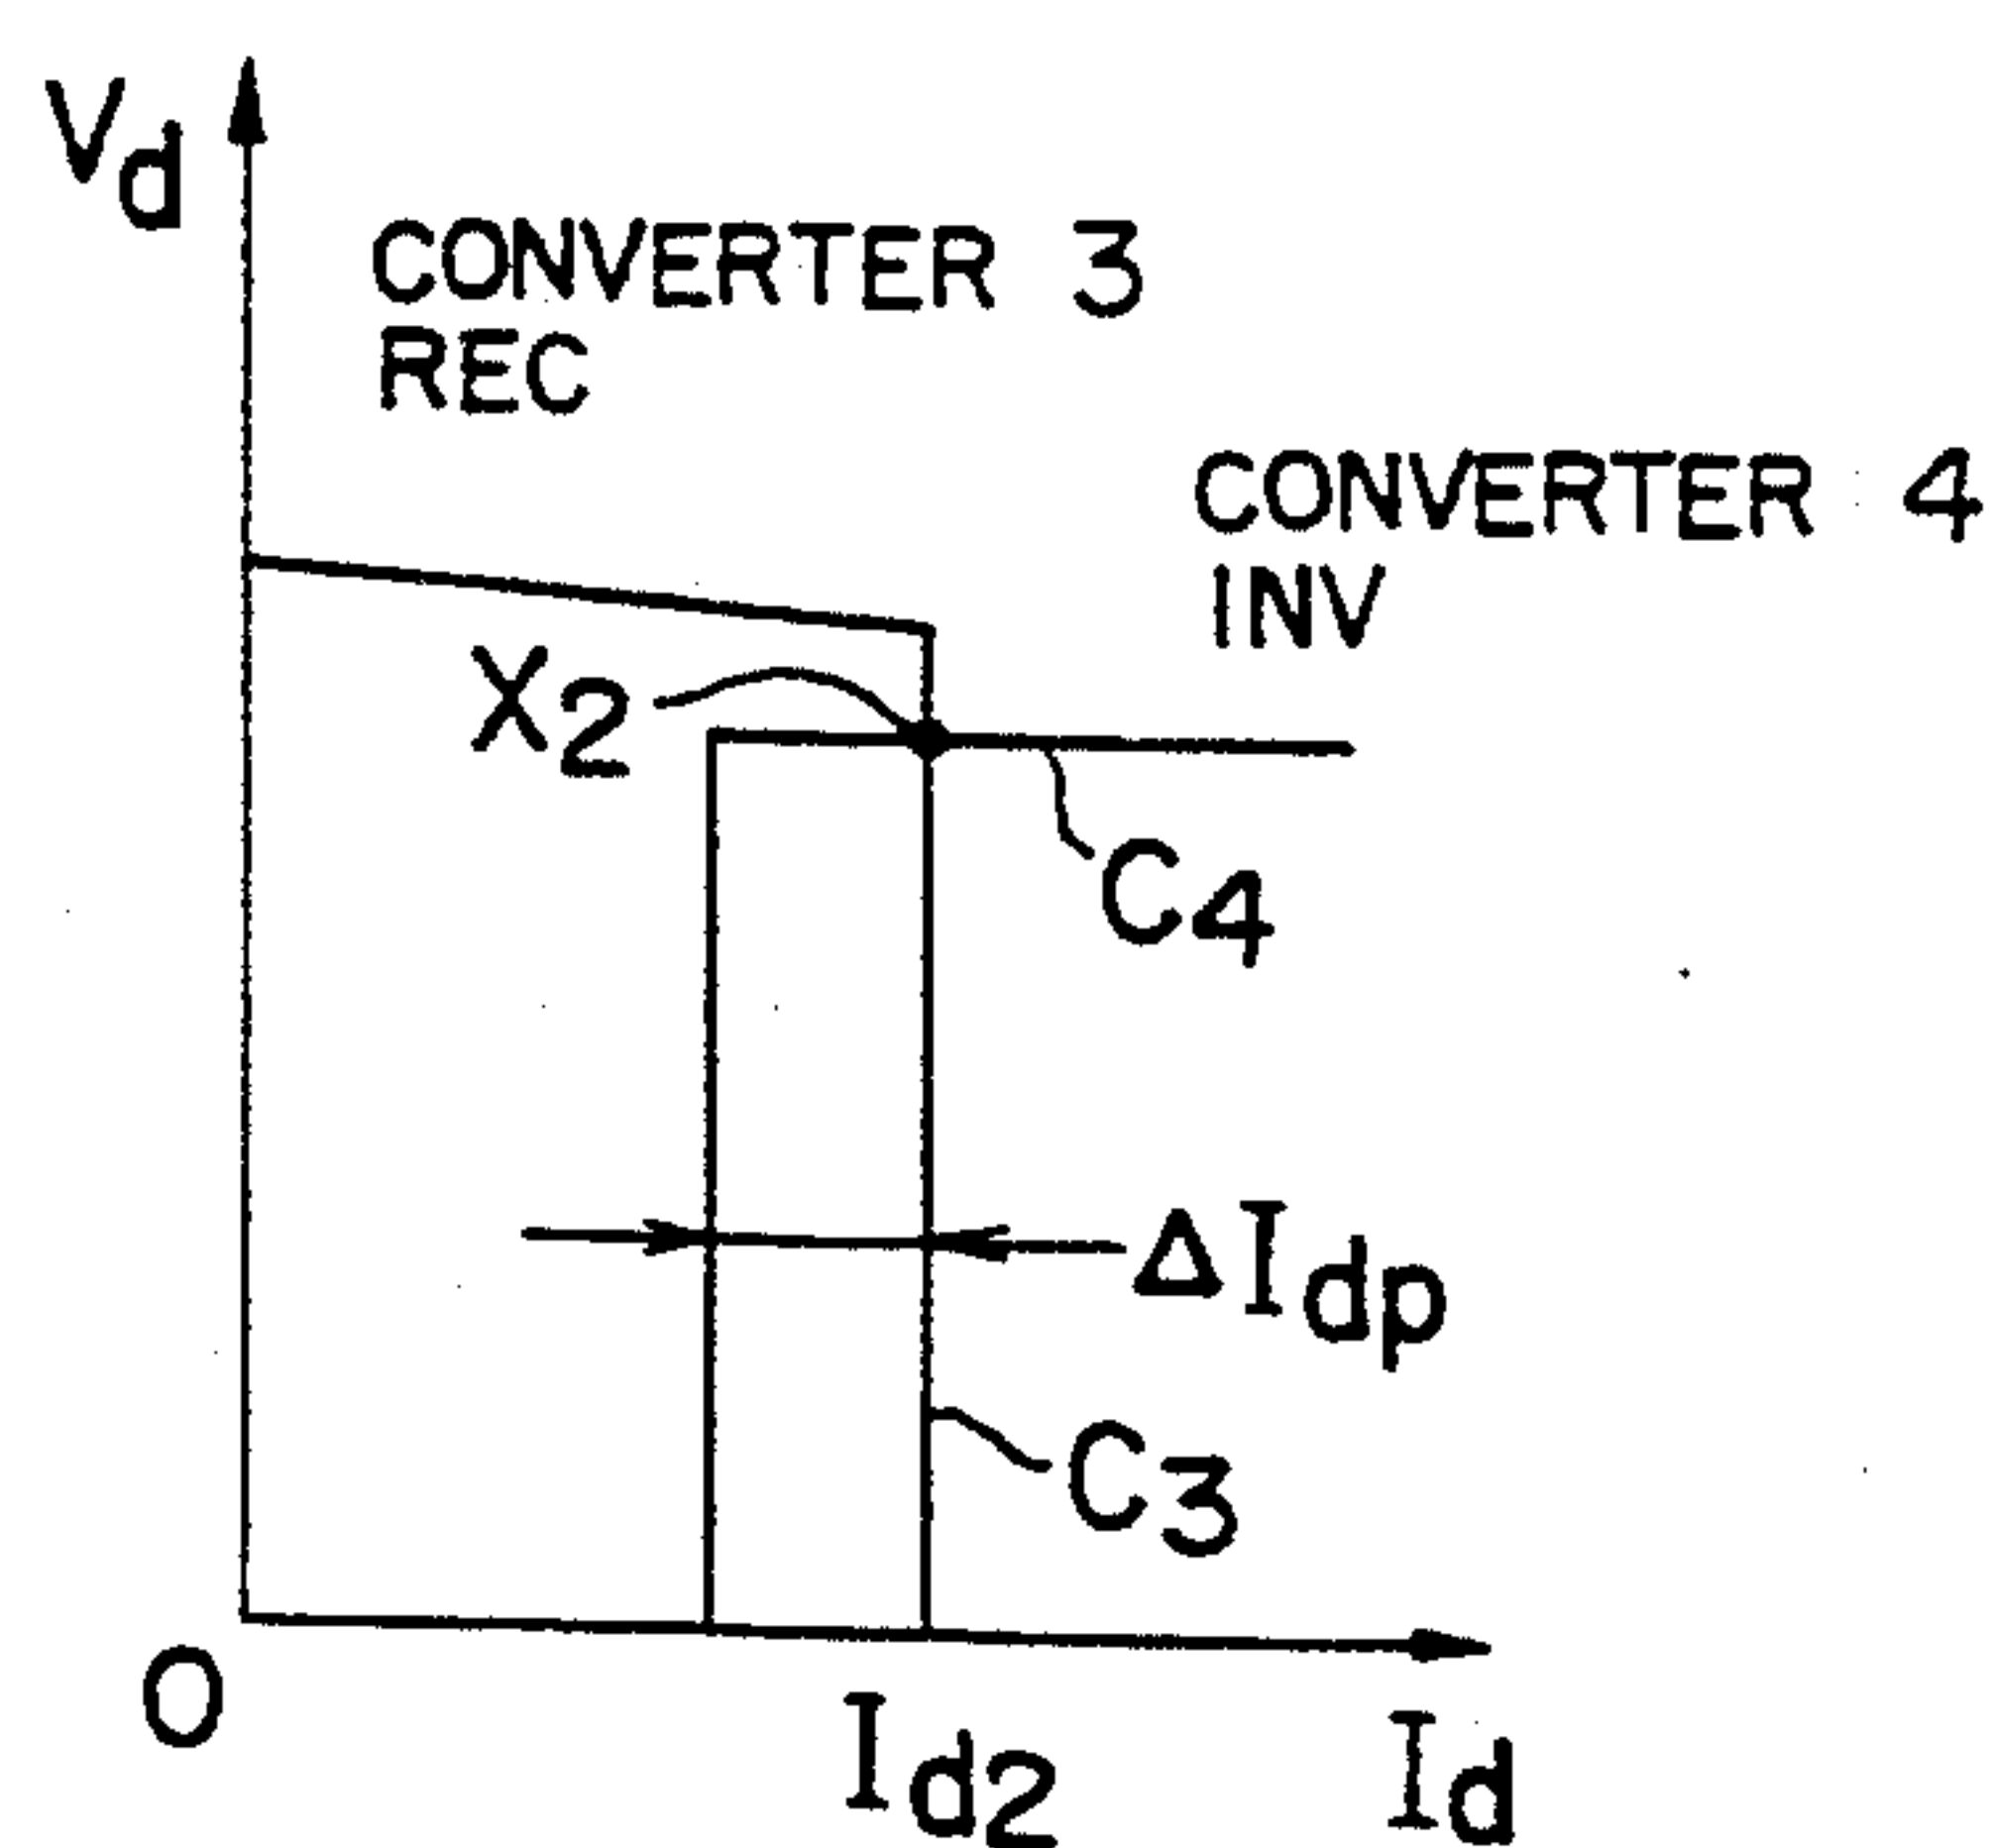 Vd
CONVERTER 3
REC
CONVERTER 4
INV
X2
C4
ΔIdp
C3
O
Id2
Id